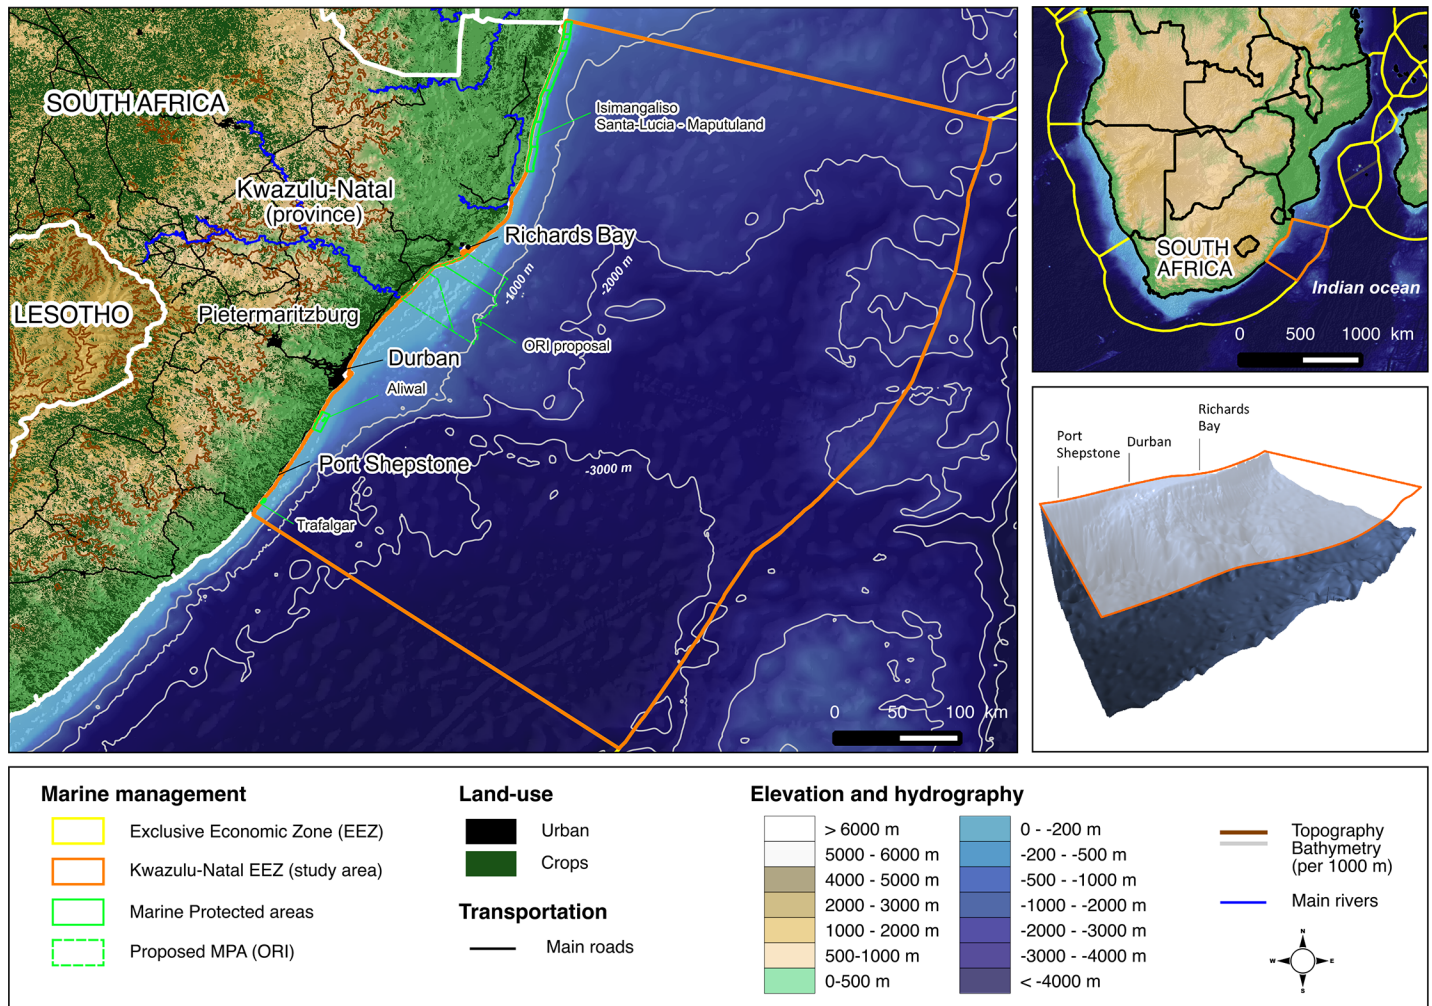 SOUTH AFRICA
Isimangaliso
Santa-Lucia - Maputuland
Kwazulu-Natal
(province)
Richards Bay
-1000 m
-2000 m
LESOTHO
Pietermaritzburg
ORI proposal
Durban
Aliwal
Port Shepstone
-3000 m
Trafalgar
0 50 100 km
SOUTH
AFRICA
Indian ocean
0 500 1000 km
Richards
Bay
Port
Shepstone
Durban
Marine management
Exclusive Economic Zone (EEZ)
Kwazulu-Natal EEZ (study area)
Marine Protected areas
Proposed MPA (ORI)
Land-use
Urban
Crops
Transportation
Main roads
Elevation and hydrography
> 6000 m
5000 - 6000 m
4000 - 5000 m
2000 - 3000 m
1000 - 2000 m
500-1000 m
0-500 m
0 - -200 m
-200 - -500 m
-500 - -1000 m
-1000 - -2000 m
-2000 - -3000 m
-3000 - -4000 m
< -4000 m
Topography
Bathymetry
(per 1000 m)
Main rivers
N
W E
S